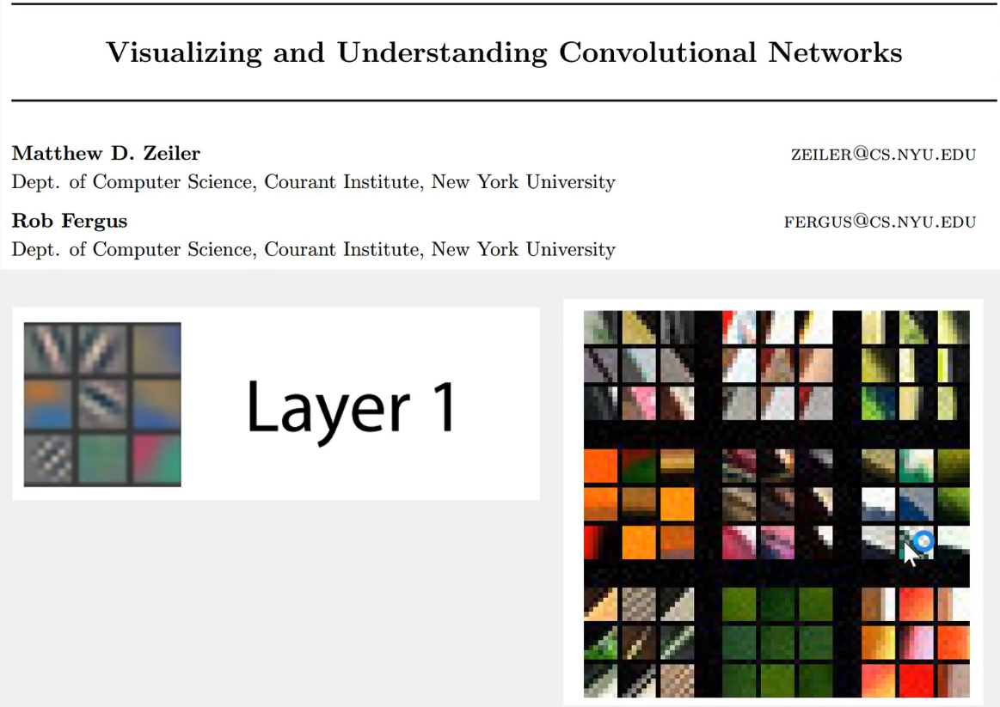 Visualizing and Understanding Convolutional Networks
Matthew D. Zeiler ZEILER@CS.NYU.EDU
Dept. of Computer Science, Courant Institute, New York University
Rob Fergus FERGUS@CS.NYU.EDU
Dept. of Computer Science, Courant Institute, New York University
Layer 1